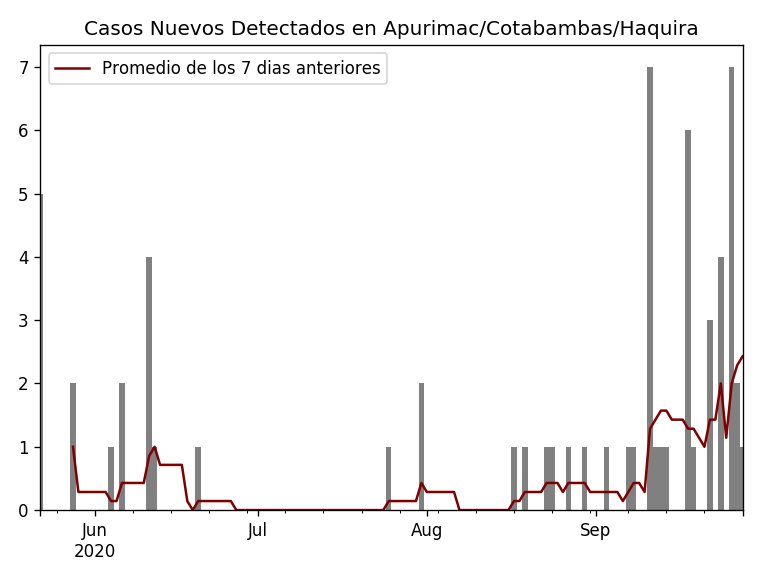 Casos Nuevos Detectados en Apurimac/Cotabambas/Haquira
Promedio de los 7 dias anteriores
7
6
5
4
3
2
1
0
Jun
2020
Jul
Aug
Sep